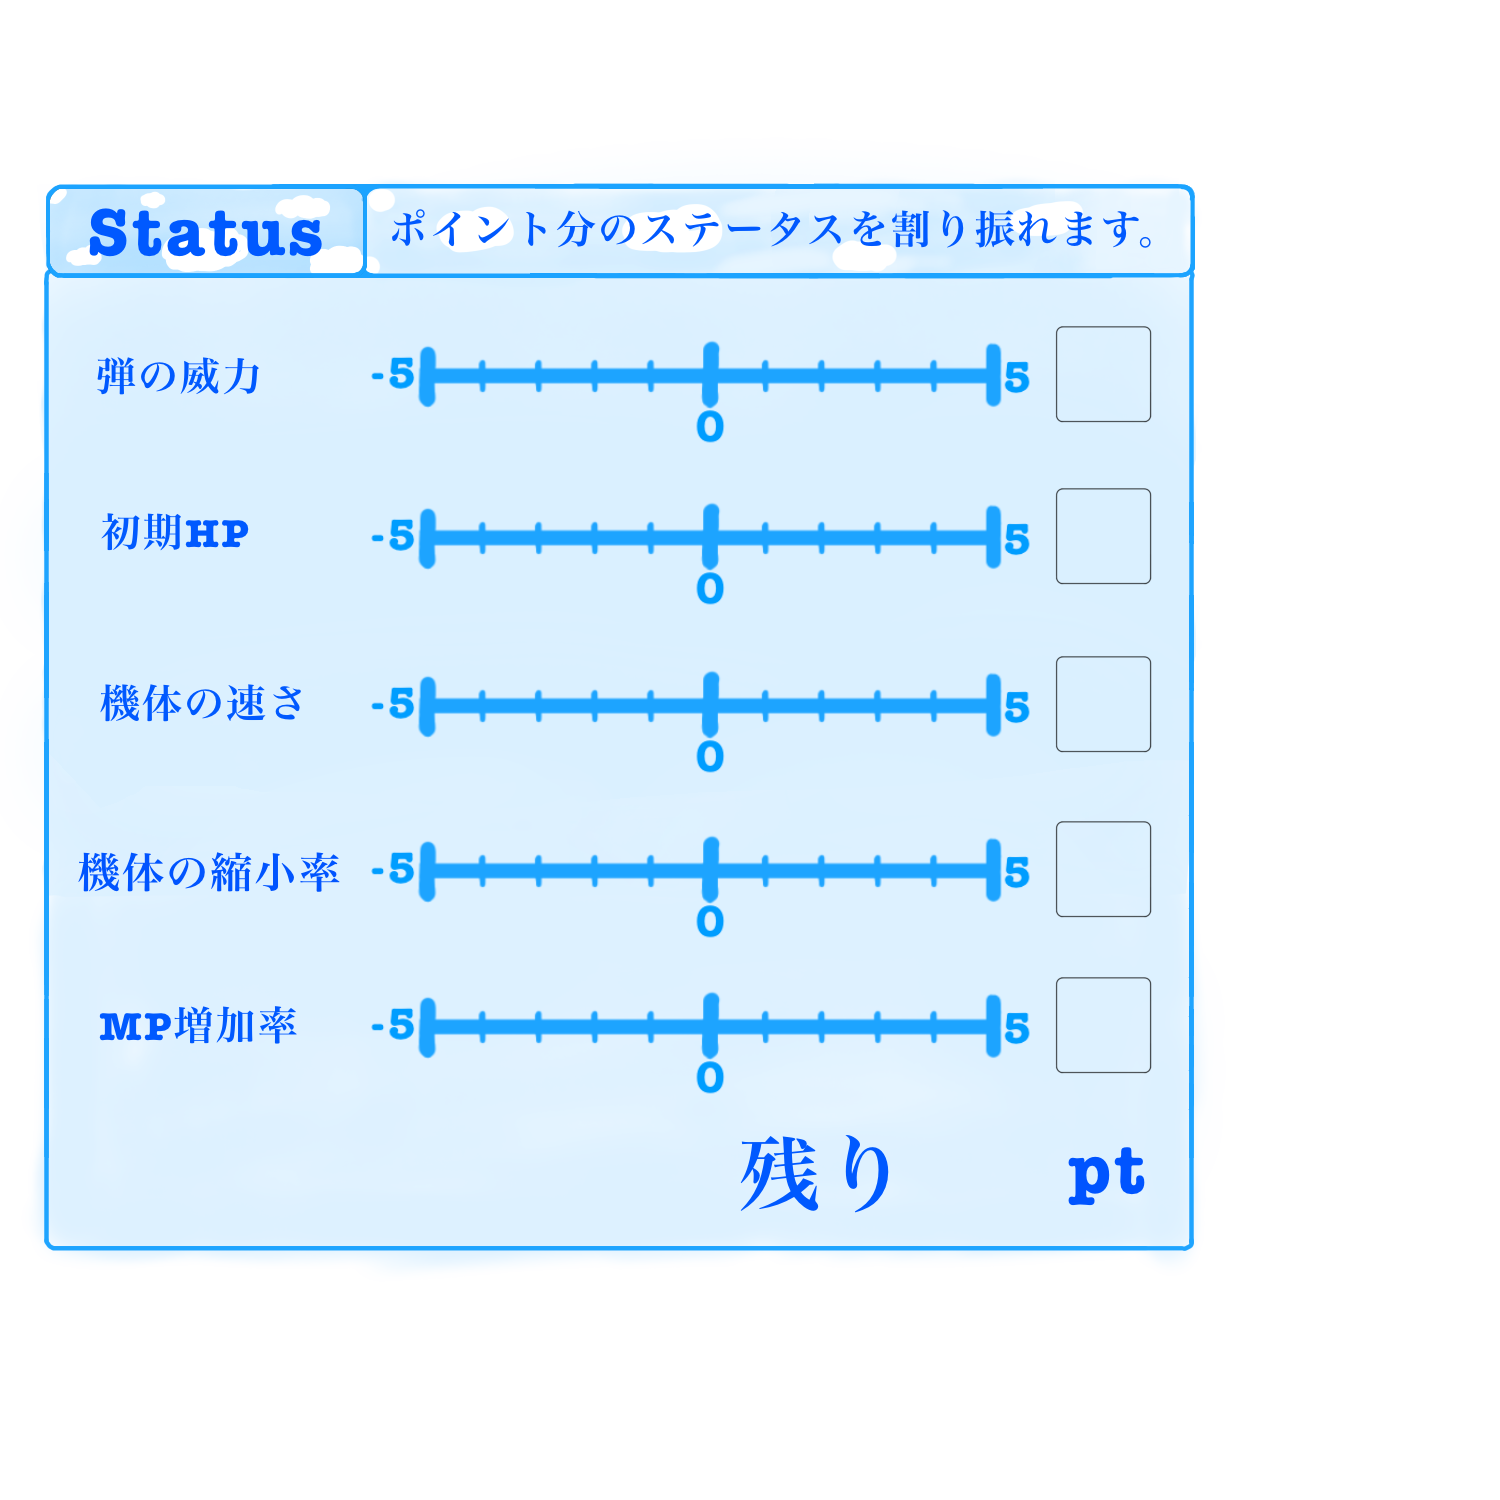 Status
ポイント分のステータスを割り振れます。
弾の威力 -5 5
0
初期HP -5 5
0
機体の速さ -5 5
0
機体の縮小率 -5 5
0
MP増加率 -5 5
0
残り pt